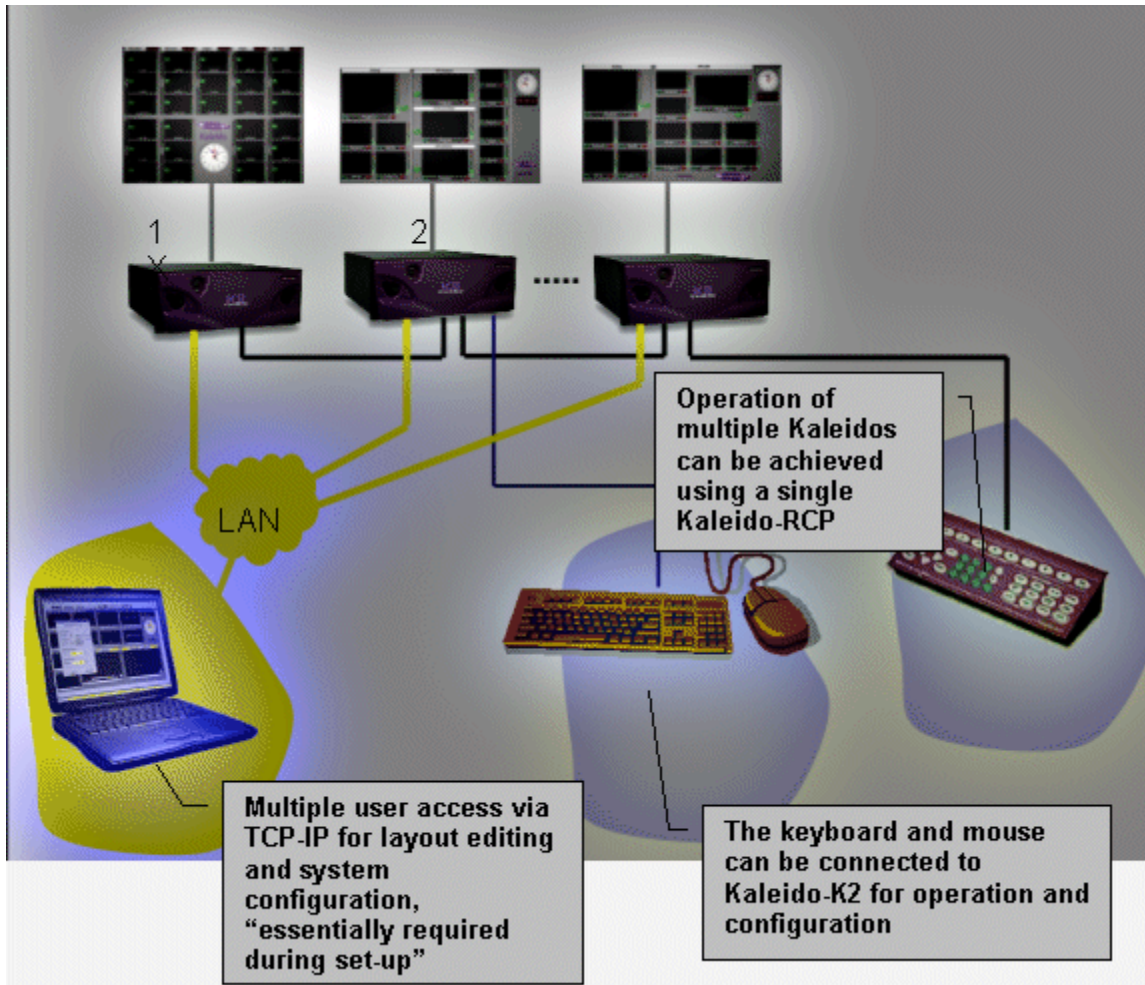 1
X
2
.....
Operation of
multiple Kaleidos
can be achieved
using a single
Kaleido-RCP
LAN
Multiple user access via
TCP-IP for layout editing
and system
configuration,
“essentially required
during set-up”
The keyboard and mouse
can be connected to
Kaleido-K2 for operation and
configuration